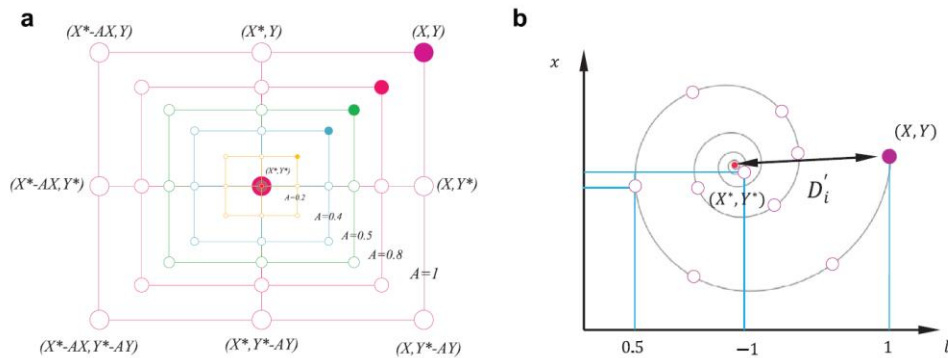 a
(X*-AX,Y)
(X*,Y)
(X,Y)
(X*-AX,Y*)
(X*,Y*)
(X,Y*)
A=0.2
A=0.4
A=0.5
A=0.8
A=1
(X*-AX,Y*-AY)
(X*,Y*-AY)
(X,Y*-AY)
b
x
(X,Y)
(X*,Y*)
D'i
0.5
-1
1
l